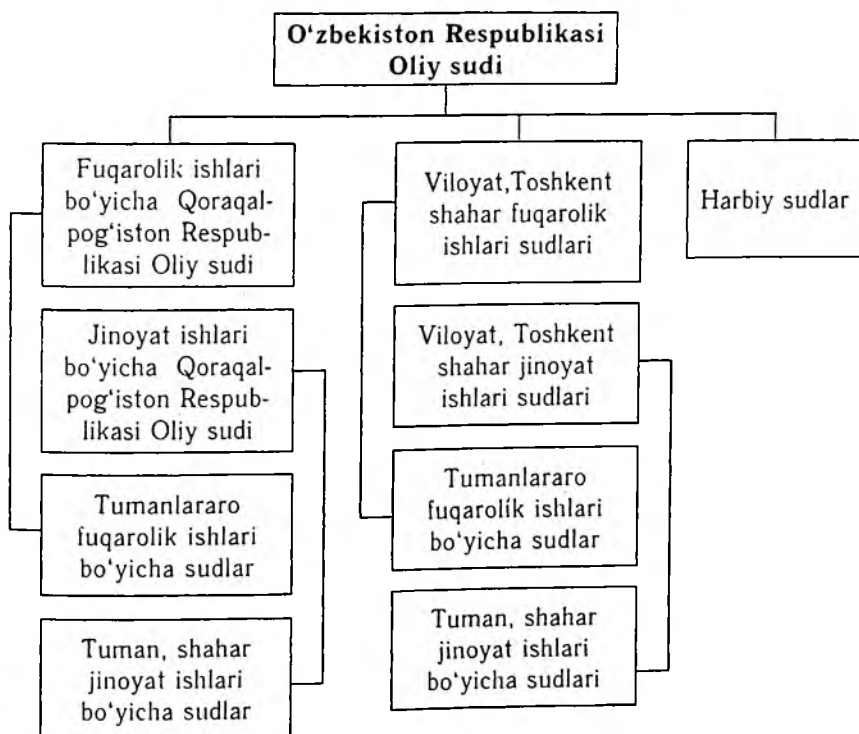 O‘zbekiston Respublikasi
Oliy sudi
Fuqarolik ishlari
bo‘yicha Qoraqal-
pog‘iston Respub-
likasi Oliy sudi
Jinoyat ishlari
bo‘yicha Qoraqal-
pog‘iston Respub-
likasi Oliy sudi
Tumanlararo
fuqarolik ishlari
bo‘yicha sudlar
Tuman, shahar
jinoyat ishlari
bo‘yicha sudlar
Viloyat,Toshkent
shahar fuqarolik
ishlari sudlari
Viloyat, Toshkent
shahar jinoyat
ishlari sudlari
Tumanlararo
fuqarolik ishlari
bo‘yicha sudlar
Tuman, shahar
jinoyat ishlari
bo‘yicha sudlari
Harbiy sudlar